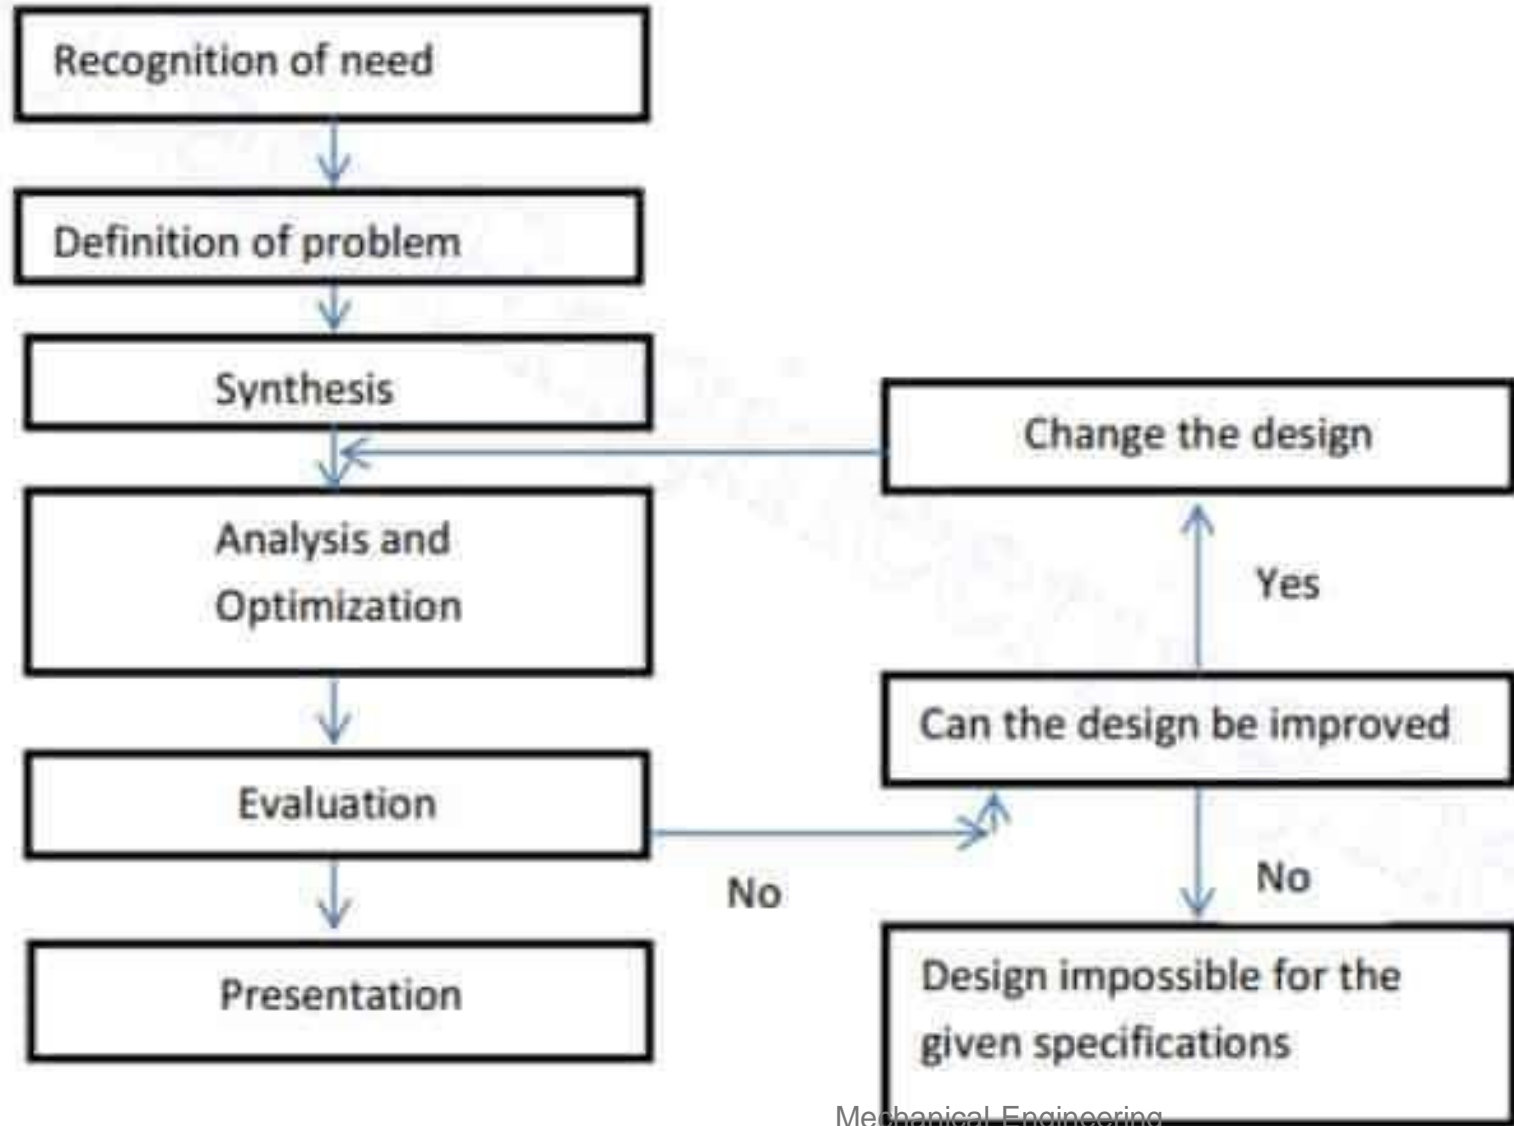 Recognition of need
Definition of problem
Synthesis
Change the design
Analysis and
Optimization
Yes
Can the design be improved
Evaluation
No
No
Presentation
Design impossible for the
given specifications
Mechanical Engineering